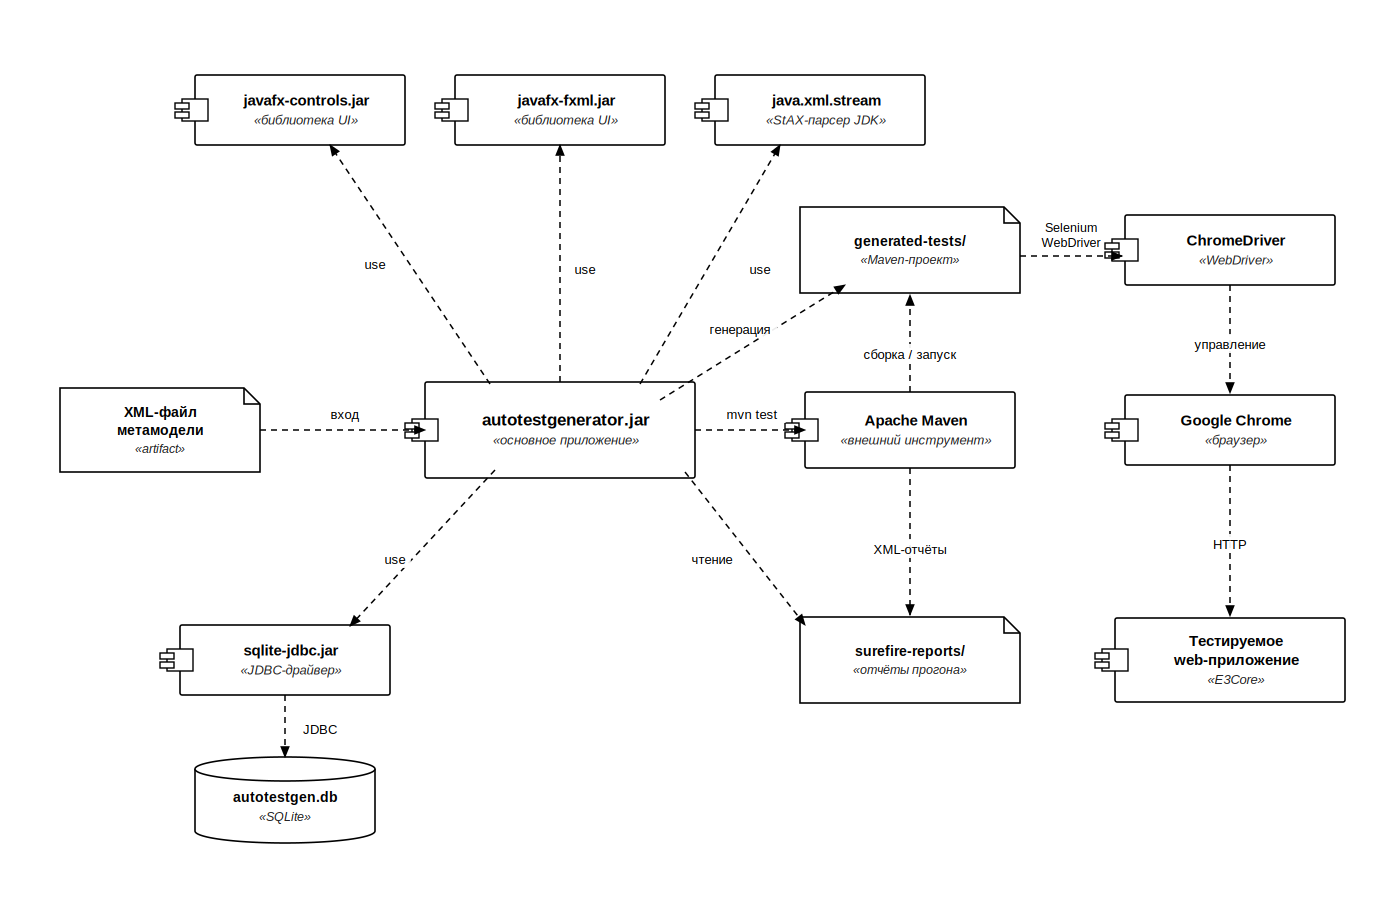 javafx-controls.jar
«библиотека UI»
javafx-fxml.jar
«библиотека UI»
java.xml.stream
«StAX-парсер JDK»
use
use
use
generated-tests/
«Maven-проект»
Selenium
WebDriver
ChromeDriver
«WebDriver»
генерация
сборка / запуск
управление
XML-файл
метамодели
«artifact»
вход
autotestgenerator.jar
«основное приложение»
mvn test
Apache Maven
«внешний инструмент»
Google Chrome
«браузер»
use
чтение
XML-отчёты
HTTP
sqlite-jdbc.jar
«JDBC-драйвер»
surefire-reports/
«отчёты прогона»
Тестируемое
web-приложение
«E3Core»
JDBC
autotestgen.db
«SQLite»